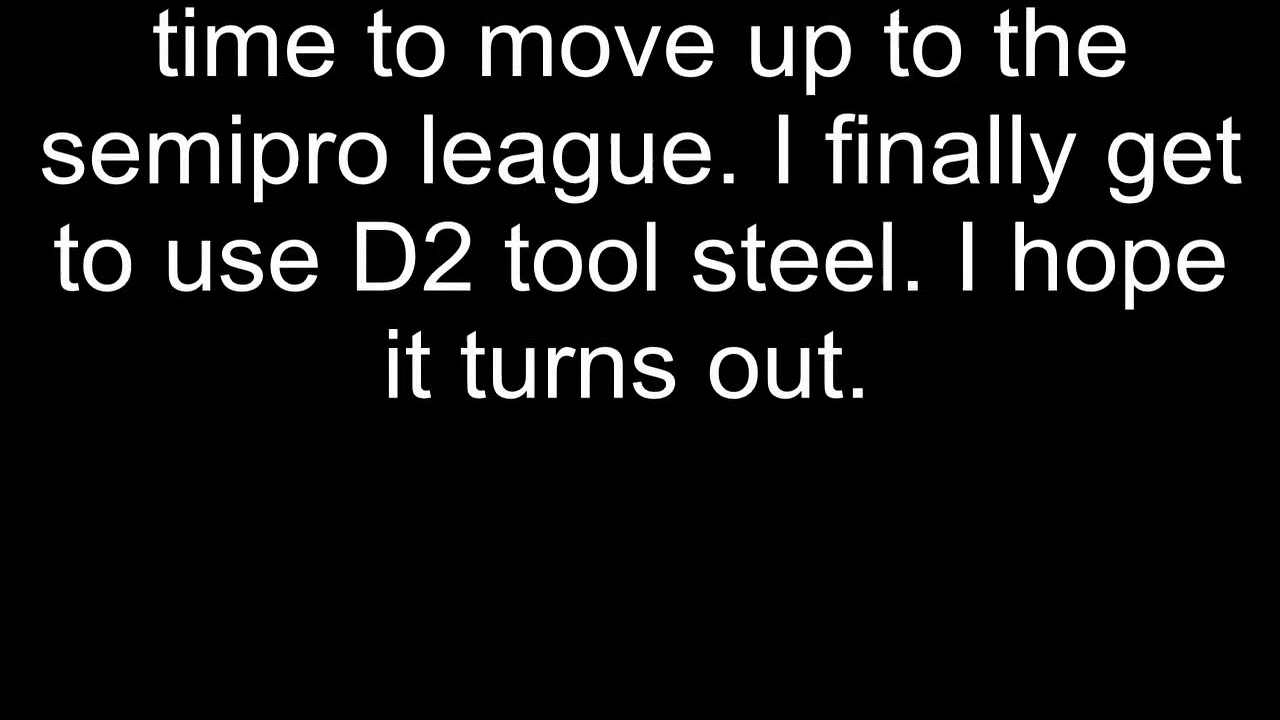 time to move up to the
semipro league. I finally get
to use D2 tool steel. I hope
it turns out.